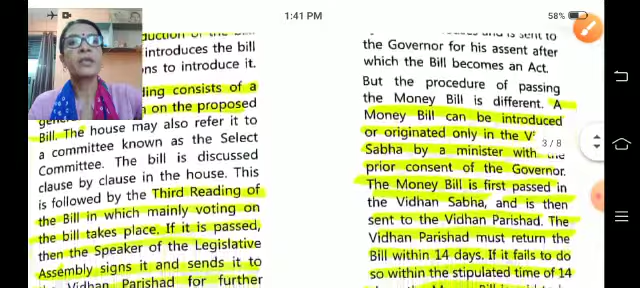 1:41 PM
58%
duction of the
introduces the bill
ns to introduce it.
ding consists of a
on on the proposed
Bill. The house may also refer it to
a committee known as the Select
Committee. The bill is discussed
clause by clause in the house. This
is followed by the Third Reading of
the Bill in which mainly voting on
the bill takes place. If it is passed,
then the Speaker of the Legislative
Assembly signs it and sends it to
the Vidhan Parishad for further
and is sent to
the Governor for his assent after
which the Bill becomes an Act.
But the procedure of passing
the Money Bill is different. A
Money Bill can be introduced
or originated only in the Vi
Sabha by a minister with the
prior consent of the Governor.
The Money Bill is first passed in
the Vidhan Sabha, and is then
sent to the Vidhan Parishad. The
Vidhan Parishad must return the
Bill within 14 days. If it fails to do
so within the stipulated time of 14
3/8